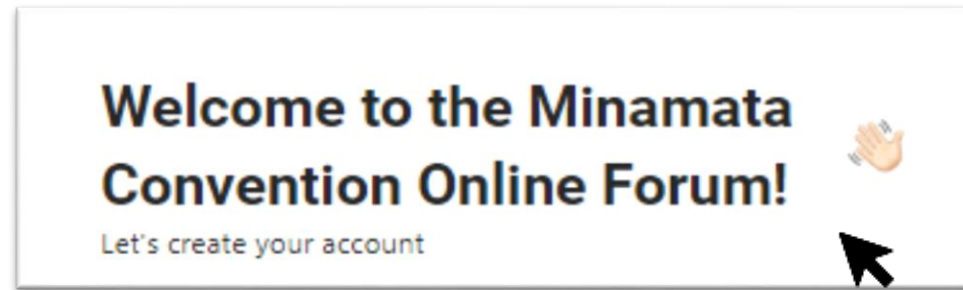 Welcome to the Minamata
Convention Online Forum!
Let's create your account